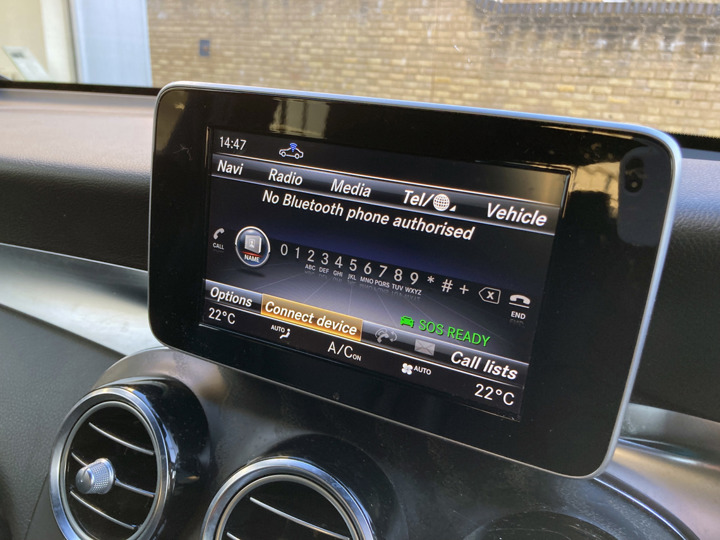 14:47
Navi Radio Media Tel/ Vehicle
No Bluetooth phone authorised
CALL NAME 0 1 2 3 4 5 6 7 8 9 * # + END
ABC DEF GHI JKL MNO PQRS TUV WXYZ
SOS READY
Options Connect device Call lists
22°C AUTO A/C ON AUTO 22°C